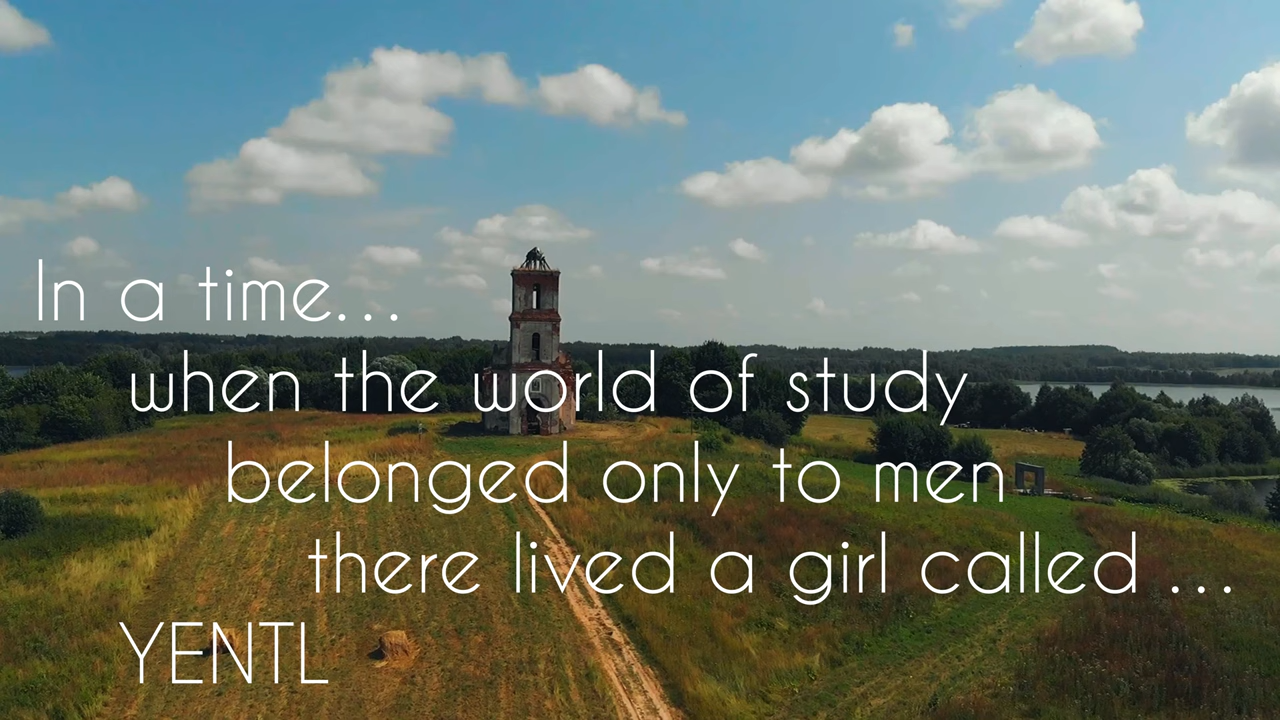 In a time...
when the world of study
belonged only to men
there lived a girl called ...
YENTL